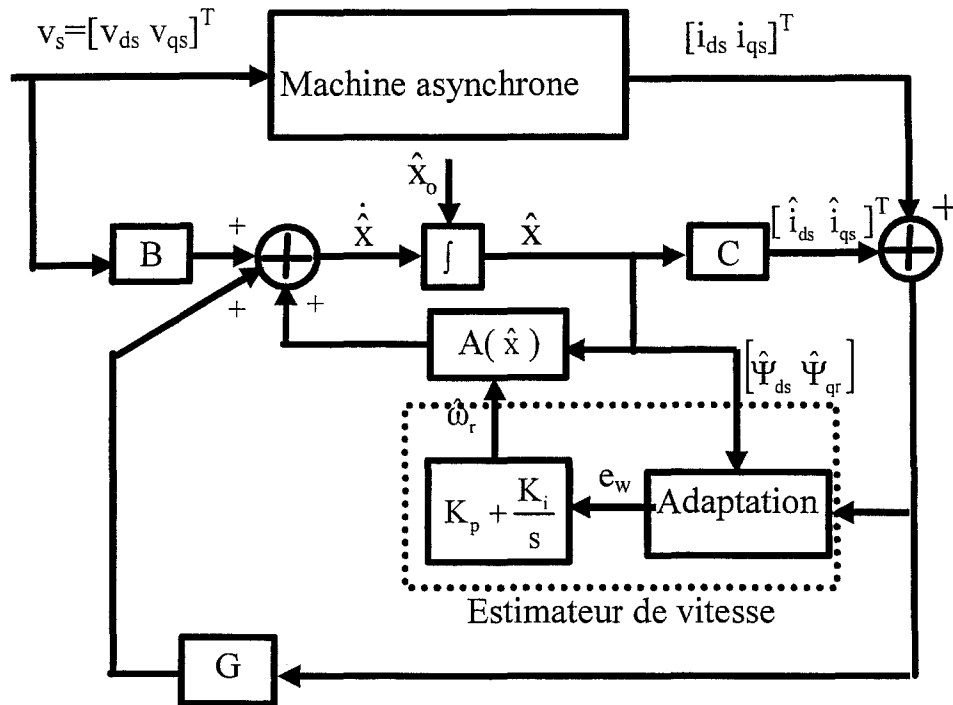 v_s=[v_ds v_qs]^T
[i_ds i_qs]^T
Machine asynchrone
x̂_o
+
B
+
ẋ̂
∫
x̂
C
[î_ds î_qs]^T
+
+
A(x̂)
[Ψ̂_ds Ψ̂_qr]
ω̂_r
K_p + K_i/s
e_w
Adaptation
Estimateur de vitesse
G